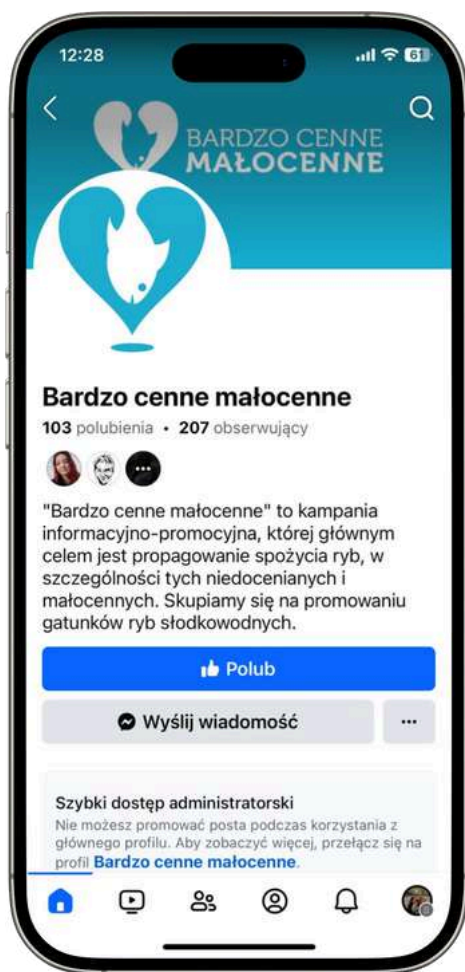 12:28
61
BARDZO CENNE
MAŁOCENNE
Bardzo cenne małocenne
103 polubienia • 207 obserwujący
"Bardzo cenne małocenne" to kampania
informacyjno-promocyjna, której głównym
celem jest propagowanie spożycia ryb, w
szczególności tych niedocenianych i
małocennych. Skupiamy się na promowaniu
gatunków ryb słodkowodnych.
Polub
Wyślij wiadomość
Szybki dostęp administratorski
Nie możesz promować posta podczas korzystania z
głównego profilu. Aby zobaczyć więcej, przełącz się na
profil Bardzo cenne małocenne.